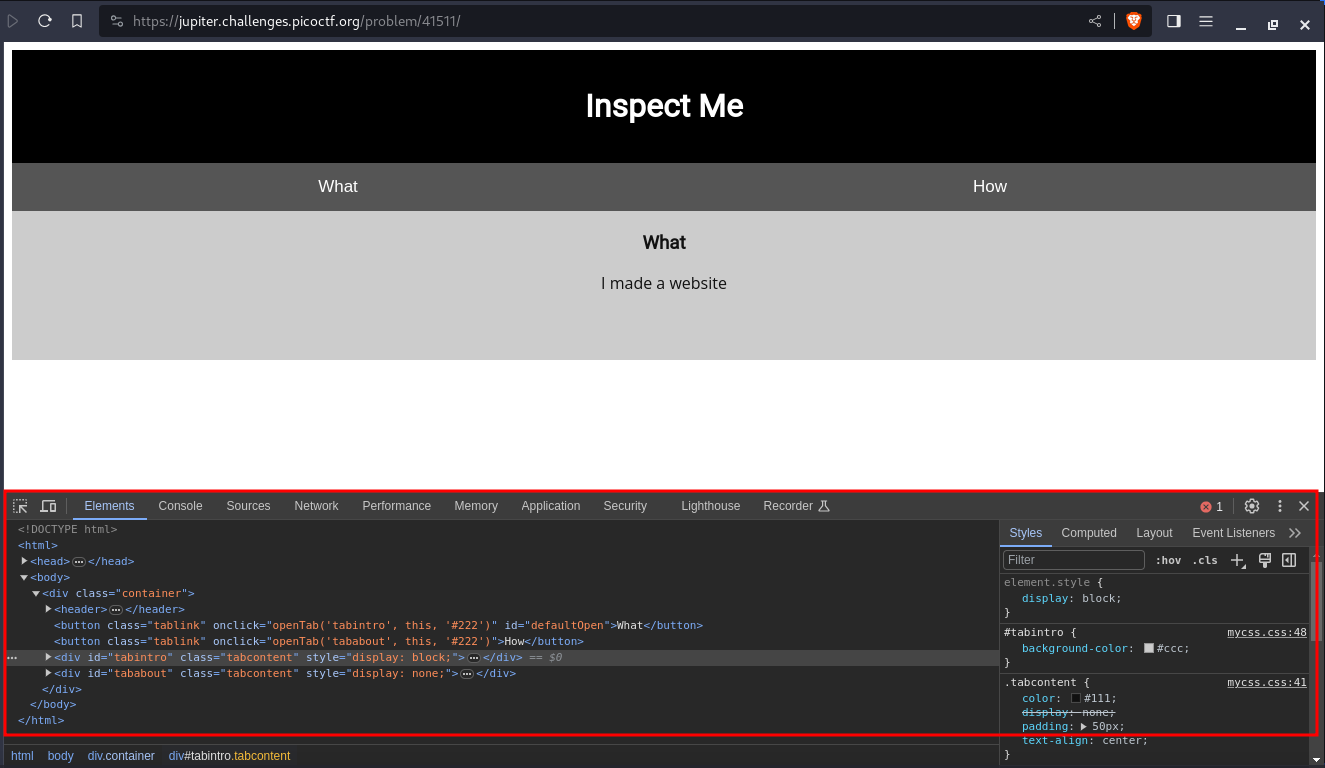 https://jupiter.challenges.picoctf.org/problem/41511/
Inspect Me
What How
What
I made a website
Elements Console Sources Network Performance Memory Application Security Lighthouse Recorder 1
<!DOCTYPE html>
<html>
<head>…</head>
<body>
<div class="container">
<header>…</header>
<button class="tablink" onclick="openTab('tabintro', this, '#222')" id="defaultOpen">What</button>
<button class="tablink" onclick="openTab('tababout', this, '#222')">How</button>
<div id="tabintro" class="tabcontent" style="display: block;">…</div> == $0
<div id="tababout" class="tabcontent" style="display: none;">…</div>
</div>
</body>
</html>
html body div.container div#tabintro.tabcontent
Styles Computed Layout Event Listeners
Filter :hov .cls
element.style {
display: block;
}
#tabintro { mycss.css:48
background-color: #ccc;
}
.tabcontent { mycss.css:41
color: #111;
display: none;
padding: 50px;
text-align: center;
}